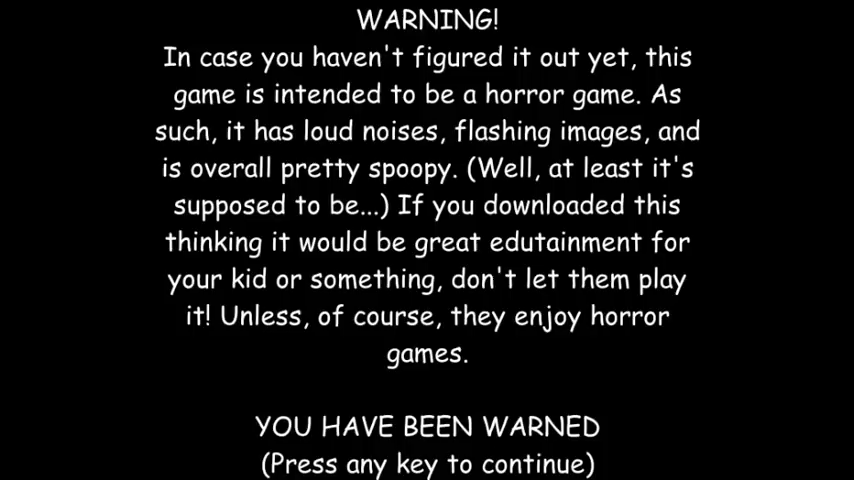 WARNING!
In case you haven't figured it out yet, this
game is intended to be a horror game. As
such, it has loud noises, flashing images, and
is overall pretty spoopy. (Well, at least it's
supposed to be...) If you downloaded this
thinking it would be great edutainment for
your kid or something, don't let them play
it! Unless, of course, they enjoy horror
games.
YOU HAVE BEEN WARNED
(Press any key to continue)